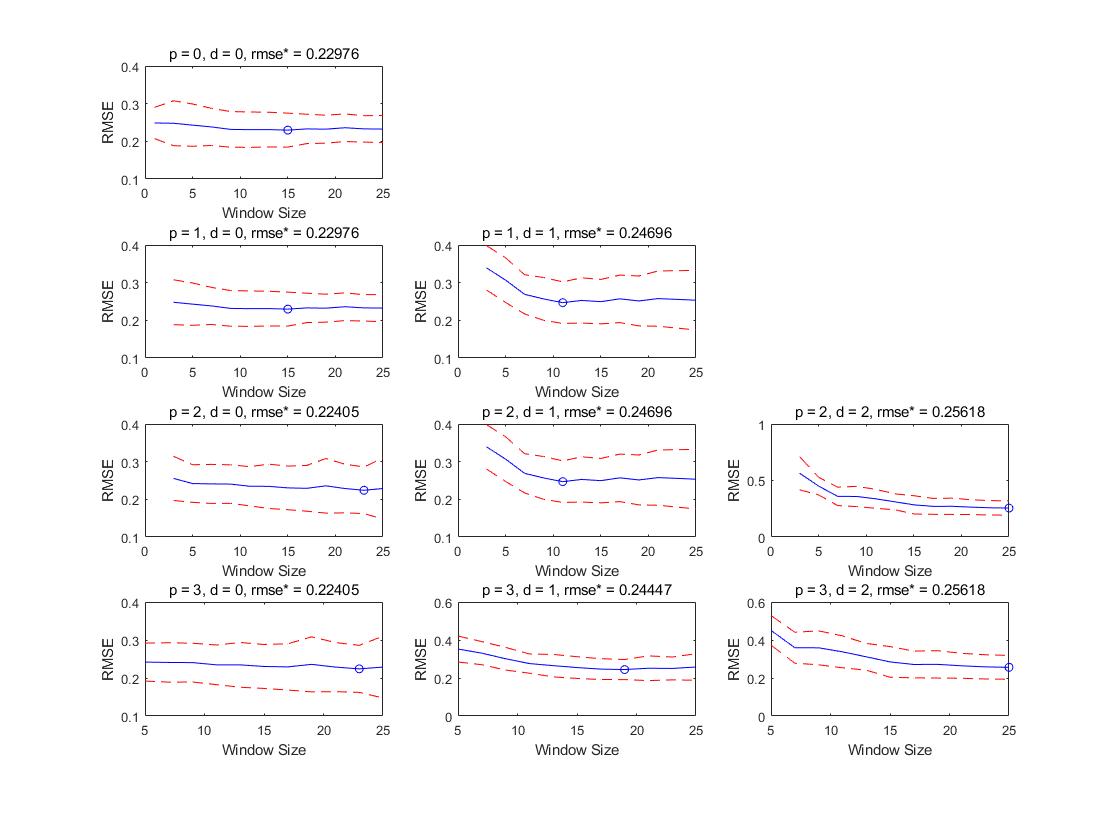 p = 0, d = 0, rmse* = 0.22976
0.4
0.3
0.2
0.1
RMSE
0 5 10 15 20 25
Window Size
p = 1, d = 0, rmse* = 0.22976
0.4
0.3
0.2
0.1
RMSE
0 5 10 15 20 25
Window Size
p = 1, d = 1, rmse* = 0.24696
0.4
0.3
0.2
0.1
RMSE
0 5 10 15 20 25
Window Size
p = 2, d = 0, rmse* = 0.22405
0.4
0.3
0.2
0.1
RMSE
0 5 10 15 20 25
Window Size
p = 2, d = 1, rmse* = 0.24696
0.4
0.3
0.2
0.1
RMSE
0 5 10 15 20 25
Window Size
p = 2, d = 2, rmse* = 0.25618
1
0.5
0
RMSE
0 5 10 15 20 25
Window Size
p = 3, d = 0, rmse* = 0.22405
0.4
0.3
0.2
0.1
RMSE
5 10 15 20 25
Window Size
p = 3, d = 1, rmse* = 0.24447
0.6
0.4
0.2
0
RMSE
5 10 15 20 25
Window Size
p = 3, d = 2, rmse* = 0.25618
0.6
0.4
0.2
0
RMSE
5 10 15 20 25
Window Size